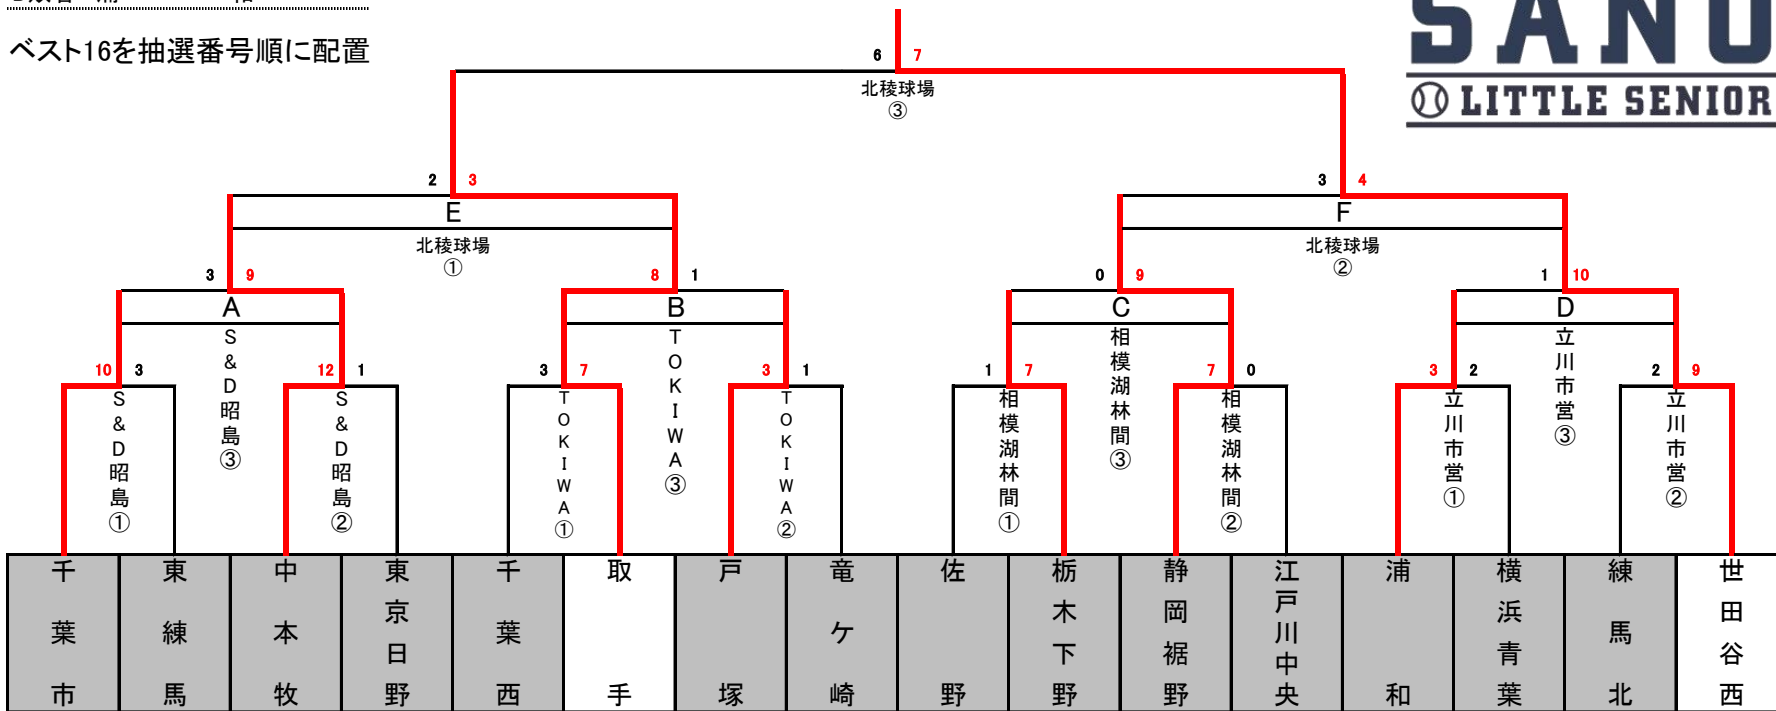 ベスト16を抽選番号順に配置
SANO
LITTLE SENIOR
6 7
北稜球場
③
2 3
3 4
E
F
北稜球場
①
北稜球場
②
3 9
8 1
0 9
1 10
A
B
C
D
S&D昭島③
TOKIWA③
相模湖林間③
立川市営③
10 3
12 1
3 7
3 1
1 7
7 0
3 2
2 9
S&D昭島①
S&D昭島②
TOKIWA①
TOKIWA②
相模湖林間①
相模湖林間②
立川市営①
立川市営②
千葉市
東練馬
中本牧
東京日野
千葉西
取手
戸塚
竜ケ崎
佐野
栃木下野
静岡裾野
江戸川中央
浦和
横浜青葉
練馬北
世田谷西